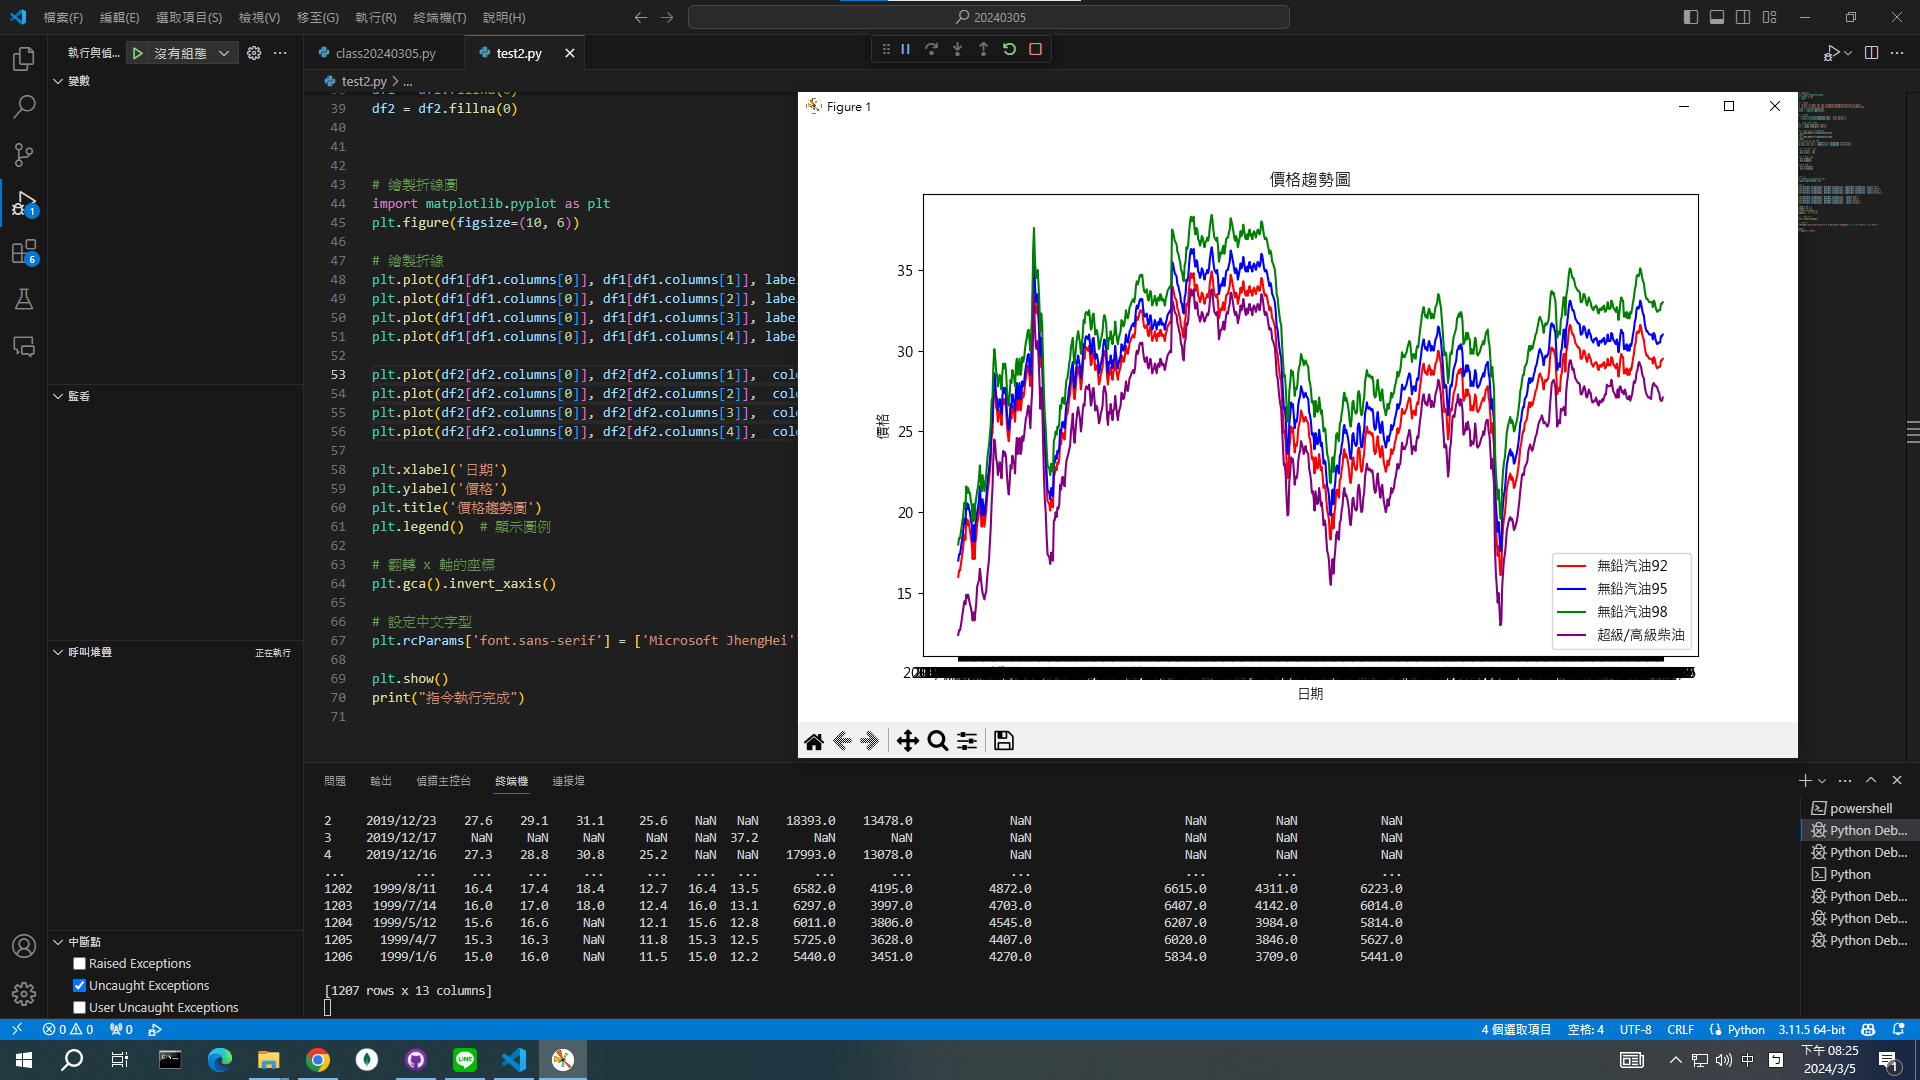 檔案(F) 編輯(E) 選取項目(S) 檢視(V) 移至(G) 執行(R) 終端機(T) 說明(H)
20240305
執行與偵...
沒有組態
class20240305.py
test2.py
變數
test2.py > ...
39 df2 = df2.fillna(0)
40
41
42
43 # 繪製折線圖
44 import matplotlib.pyplot as plt
45 plt.figure(figsize=(10, 6))
46
47 # 繪製折線
48 plt.plot(df1[df1.columns[0]], df1[df1.columns[1]], labe
49 plt.plot(df1[df1.columns[0]], df1[df1.columns[2]], labe
50 plt.plot(df1[df1.columns[0]], df1[df1.columns[3]], labe
51 plt.plot(df1[df1.columns[0]], df1[df1.columns[4]], labe
52
53 plt.plot(df2[df2.columns[0]], df2[df2.columns[1]],  colo
54 plt.plot(df2[df2.columns[0]], df2[df2.columns[2]],  colo
55 plt.plot(df2[df2.columns[0]], df2[df2.columns[3]],  colo
56 plt.plot(df2[df2.columns[0]], df2[df2.columns[4]],  colo
57
58 plt.xlabel('日期')
59 plt.ylabel('價格')
60 plt.title('價格趨勢圖')
61 plt.legend()  # 顯示圖例
62
63 # 翻轉 x 軸的座標
64 plt.gca().invert_xaxis()
65
66 # 設定中文字型
67 plt.rcParams['font.sans-serif'] = ['Microsoft JhengHei'
68
69 plt.show()
70 print("指令執行完成")
71
監看
呼叫堆疊
正在執行
中斷點
Raised Exceptions
Uncaught Exceptions
User Uncaught Exceptions
Figure 1
價格趨勢圖
35
30
25
20
15
價格
日期
無鉛汽油92
無鉛汽油95
無鉛汽油98
超級/高級柴油
問題 輸出 偵錯主控台 終端機 連接埠
2 2019/12/23 27.6 29.1 31.1 25.6 NaN NaN 18393.0 13478.0 NaN NaN NaN NaN
3 2019/12/17 NaN NaN NaN NaN NaN 37.2 NaN NaN NaN NaN NaN NaN
4 2019/12/16 27.3 28.8 30.8 25.2 NaN NaN 17993.0 13078.0 NaN NaN NaN NaN
... ... ... ... ... ... ... ... ... ... ... ... ... ...
1202 1999/8/11 16.4 17.4 18.4 12.7 16.4 13.5 6582.0 4195.0 4872.0 6615.0 4311.0 6223.0
1203 1999/7/14 16.0 17.0 18.0 12.4 16.0 13.1 6297.0 3997.0 4703.0 6407.0 4142.0 6014.0
1204 1999/5/12 15.6 16.6 NaN 12.1 15.6 12.8 6011.0 3806.0 4545.0 6207.0 3984.0 5814.0
1205 1999/4/7 15.3 16.3 NaN 11.8 15.3 12.5 5725.0 3628.0 4407.0 6020.0 3846.0 5627.0
1206 1999/1/6 15.0 16.0 NaN 11.5 15.0 12.2 5440.0 3451.0 4270.0 5834.0 3709.0 5441.0
[1207 rows x 13 columns]
powershell
Python Deb...
Python Deb...
Python
Python Deb...
Python Deb...
Python Deb...
1
6
0 0 0
4 個選取項目 空格: 4 UTF-8 CRLF Python 3.11.5 64-bit
中
下午 08:25
2024/3/5
1